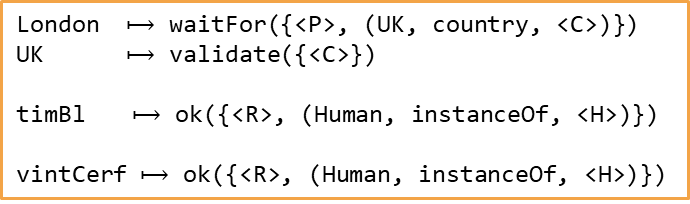 London ↦ waitFor({<P>, (UK, country, <C>)})
UK ↦ validate({<C>})
timBl ↦ ok({<R>, (Human, instanceOf, <H>)})
vintCerf ↦ ok({<R>, (Human, instanceOf, <H>)})